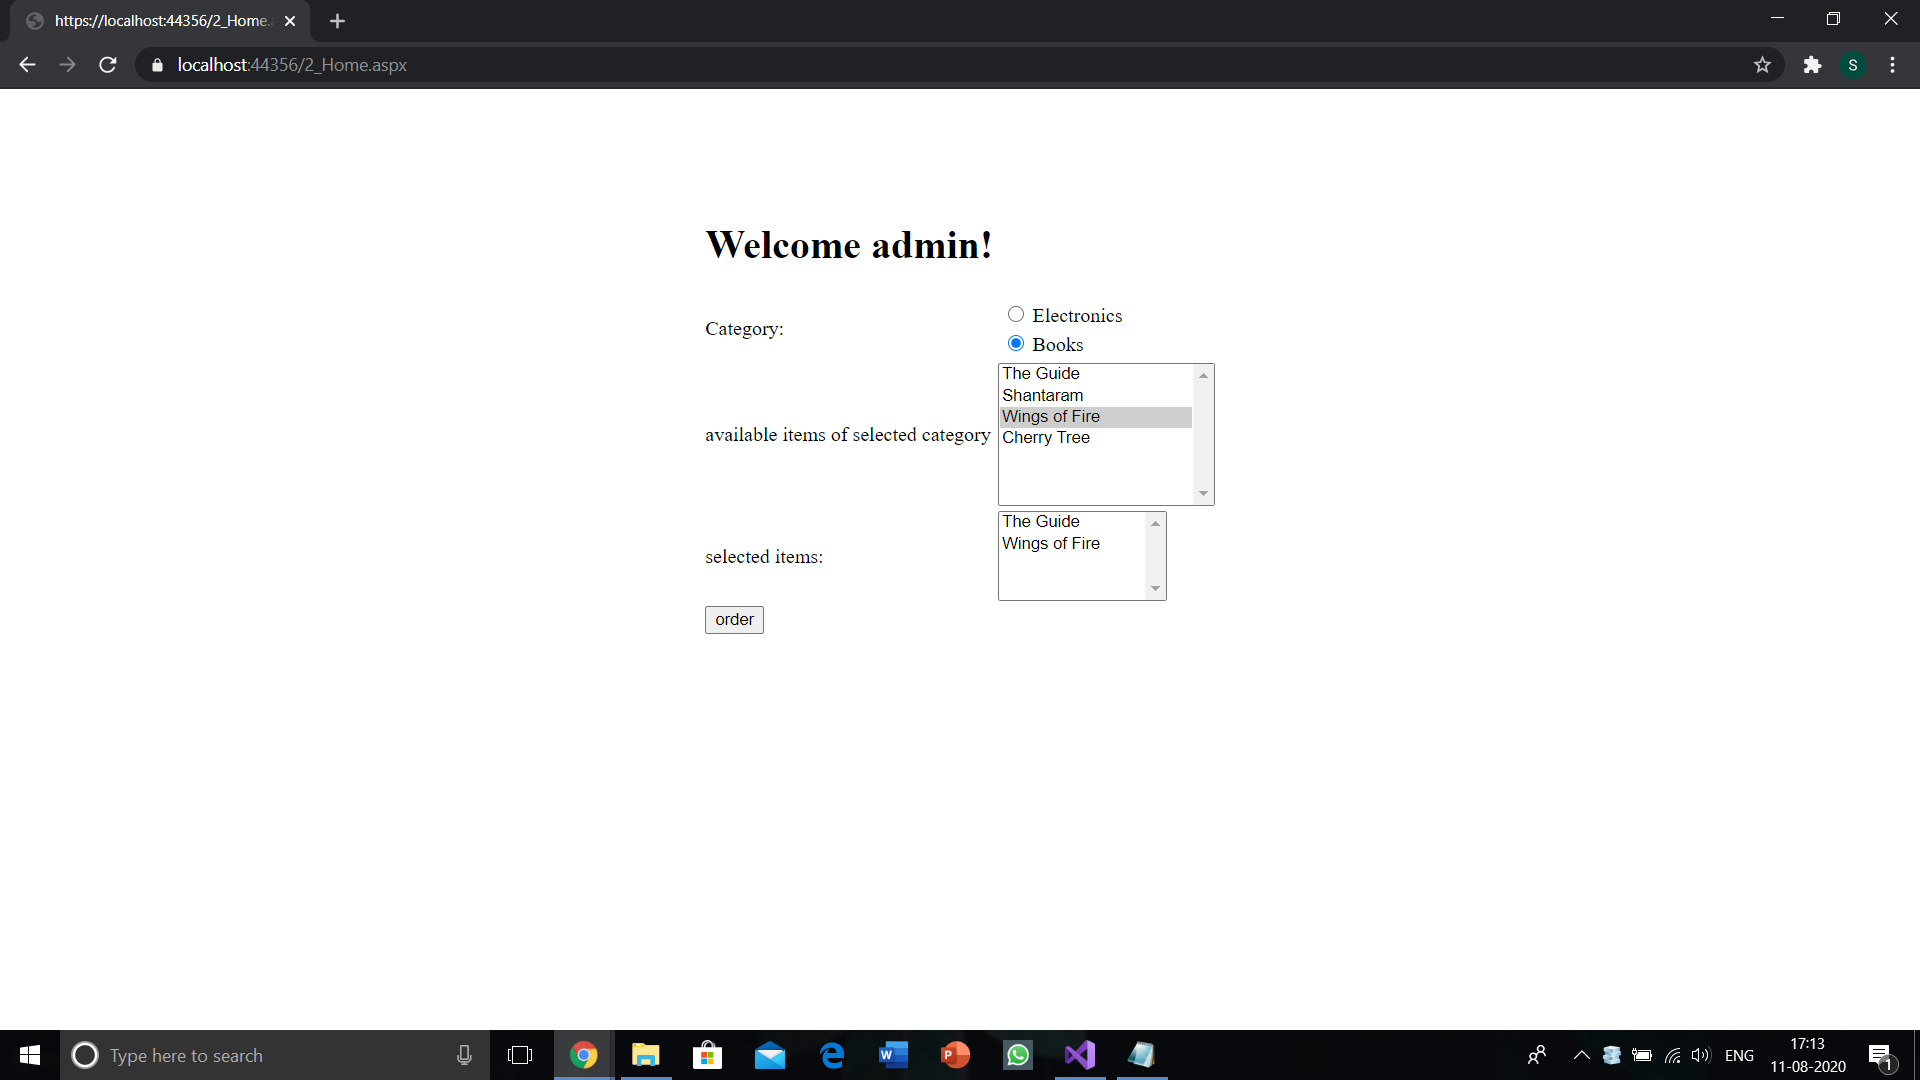 https://localhost:44356/2_Home.
localhost:44356/2_Home.aspx
S
Welcome admin!
Category:
Electronics
Books
available items of selected category
The Guide
Shantaram
Wings of Fire
Cherry Tree
selected items:
The Guide
Wings of Fire
order
Type here to search
W
P
ENG
17:13
11-08-2020
1